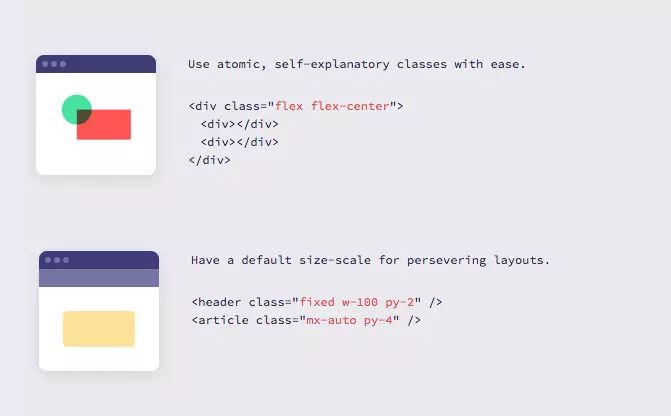 Use atomic, self-explanatory classes with ease.
<div class="flex flex-center">
  <div></div>
  <div></div>
</div>
Have a default size-scale for persevering layouts.
<header class="fixed w-100 py-2" />
<article class="mx-auto py-4" />